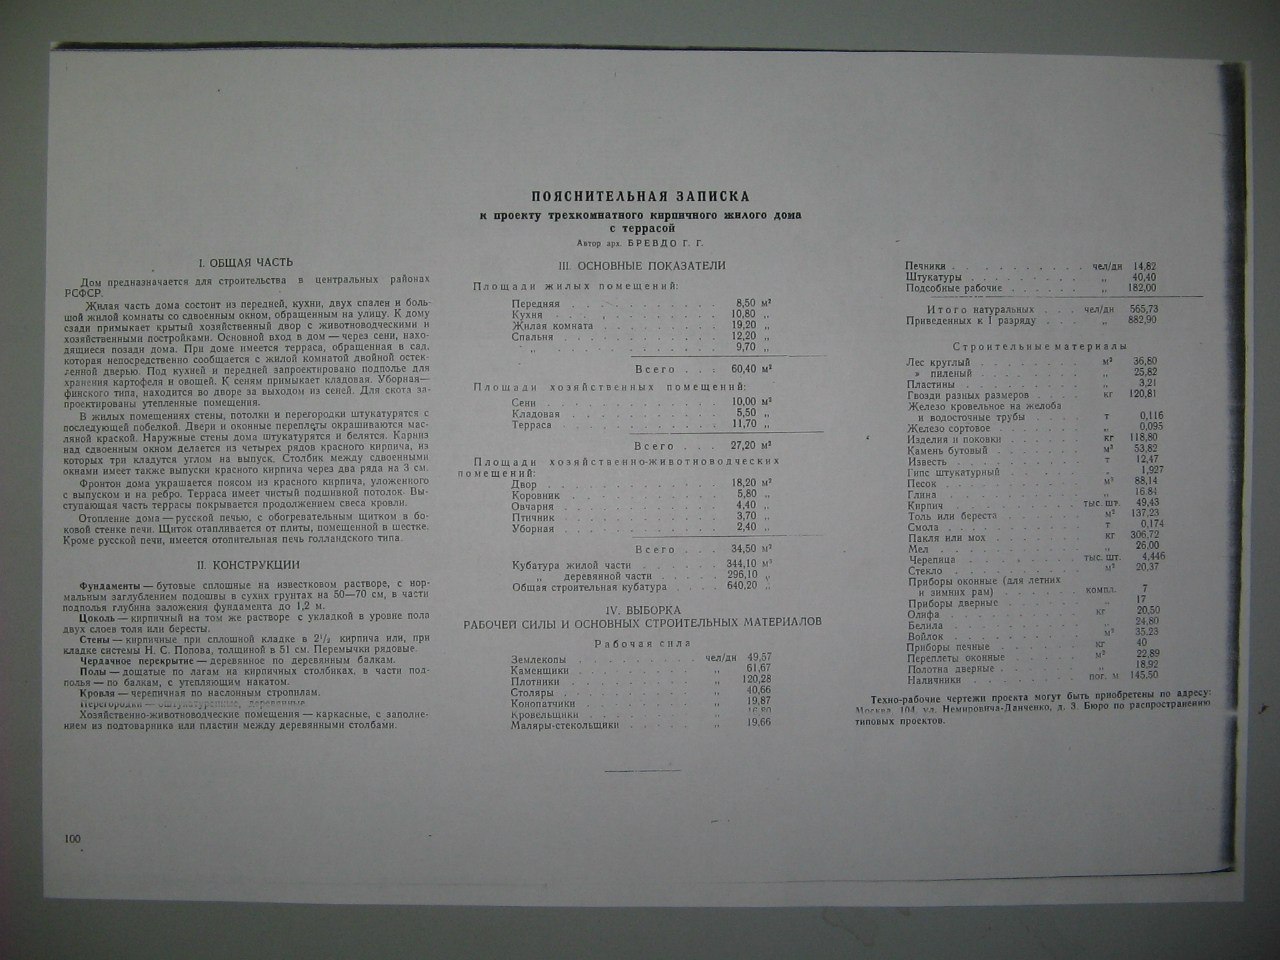 ПОЯСНИТЕЛЬНАЯ ЗАПИСКА
к проекту трехкомнатного кирпичного жилого дома
с террасой
Автор арх. БРЕВДО Г. Г.
I. ОБЩАЯ ЧАСТЬ
Дом предназначается для строительства в центральных районах
РСФСР.
Жилая часть дома состоит из передней, кухни, двух спален и боль-
шой жилой комнаты со сдвоенным окном, обращенным на улицу. К дому
сзади примыкает крытый хозяйственный двор с животноводческими и
хозяйственными постройками. Основной вход в дом — через сени, нахо-
дящиеся позади дома. При доме имеется терраса, обращенная в сад,
которая непосредственно сообщается с жилой комнатой двойной остек-
ленной дверью. Под кухней и передней запроектировано подполье для
хранения картофеля и овощей. К сеням примыкает кладовая. Уборная—
финского типа, находится во дворе за выходом из сеней. Для скота за-
проектированы утепленные помещения.
В жилых помещениях стены, потолки и перегородки штукатурятся с
последующей побелкой. Двери и оконные переплеты окрашиваются мас-
ляной краской. Наружные стены дома штукатурятся и белятся. Карниз
над сдвоенным окном делается из четырех рядов красного кирпича, из
которых три кладутся углом на выпуск. Столбик между сдвоенными
окнами имеет также выпуски красного кирпича через два ряда на 3 см.
Фронтон дома украшается поясом из красного кирпича, уложенного
с выпуском и на ребро. Терраса имеет чистый подшивной потолок. Вы-
ступающая часть террасы покрывается продолжением свеса кровли.
Отопление дома — русской печью, с обогревательным щитком в бо-
ковой стенке печи. Щиток отапливается от плиты, помещенной в шестке.
Кроме русской печи, имеется отопительная печь голландского типа.
II. КОНСТРУКЦИИ
Фундаменты — бутовые сплошные на известковом растворе, с нор-
мальным заглублением подошвы в сухих грунтах на 50—70 см, в части
подполья глубина заложения фундамента до 1,2 м.
Цоколь — кирпичный на том же растворе с укладкой в уровне пола
двух слоев толя или бересты.
Стены — кирпичные при сплошной кладке в 2½ кирпича или, при
кладке системы Н. С. Попова, толщиной в 51 см. Перемычки рядовые.
Чердачное перекрытие — деревянное по деревянным балкам.
Полы — дощатые по лагам на кирпичных столбиках, в части под-
полья — по балкам, с утепляющим накатом.
Кровля — черепичная по наслонным стропилам.
Перегородки — оштукатуренные, деревянные.
Хозяйственно-животноводческие помещения — каркасные, с заполне-
нием из подтоварника или пластин между деревянными столбами.
100
III. ОСНОВНЫЕ ПОКАЗАТЕЛИ
Площади жилых помещений:
Передняя . . . 8,50 м²
Кухня . . . 10,80 „
Жилая комната . . . 19,20 „
Спальня . . . 12,20 „
„ . . . 9,70 „
Всего . . . 60,40 м²
Площади хозяйственных помещений:
Сени . . . 10,00 м²
Кладовая . . . 5,50 „
Терраса . . . 11,70 „
Всего . . . 27,20 м²
Площади хозяйственно-животноводческих
помещений:
Двор . . . 18,20 м²
Коровник . . . 5,80 „
Овчарня . . . 4,40 „
Птичник . . . 3,70 „
Уборная . . . 2,40 „
Всего . . . 34,50 м²
Кубатура жилой части . . . 344,10 м³
„ деревянной части . . . 296,10 „
Общая строительная кубатура . . . 640,20 „
IV. ВЫБОРКА
РАБОЧЕЙ СИЛЫ И ОСНОВНЫХ СТРОИТЕЛЬНЫХ МАТЕРИАЛОВ
Рабочая сила
Землекопы . . . чел/дн 49,57
Каменщики . . . „ 61,67
Плотники . . . „ 120,28
Столяры . . . „ 40,66
Конопатчики . . . „ 19,87
Кровельщики . . . „
Маляры-стекольщики . . . „ 19,66
Печники . . . чел/дн 14,82
Штукатуры . . . „ 40,40
Подсобные рабочие . . . „ 182,00
Итого натуральных . . . чел/дн 565,73
Приведенных к I разряду . . . „ 882,90
Строительные материалы
Лес круглый . . . м³ 36,80
» пиленый . . . „ 25,82
Пластины . . . „ 3,21
Гвозди разных размеров . . . кг 120,81
Железо кровельное на желоба
и водосточные трубы . . . т 0,116
Железо сортовое . . . „ 0,095
Изделия и поковки . . . кг 118,80
Камень бутовый . . . м³ 53,82
Известь . . . т 12,47
Гипс штукатурный . . . „ 1,927
Песок . . . м³ 88,14
Глина . . . „ 16,84
Кирпич . . . тыс. шт. 49,43
Толь или береста . . . м² 137,23
Смола . . . т 0,174
Пакля или мох . . . кг 306,72
Мел . . . „ 26,00
Черепица . . . тыс. шт. 4,446
Стекло . . . м² 20,37
Приборы оконные (для летних
и зимних рам) . . . компл. 7
Приборы дверные . . . „ 17
Олифа . . . кг 20,50
Белила . . . „ 24,80
Войлок . . . м² 35,23
Приборы печные . . . кг 40
Переплеты оконные . . . м² 22,89
Полотна дверные . . . „ 18,92
Наличники . . . пог. м 145,50
Техно-рабочие чертежи проекта могут быть приобретены по адресу:
Москва, 104, ул. Немировича-Данченко, д. 3. Бюро по распространению
типовых проектов.